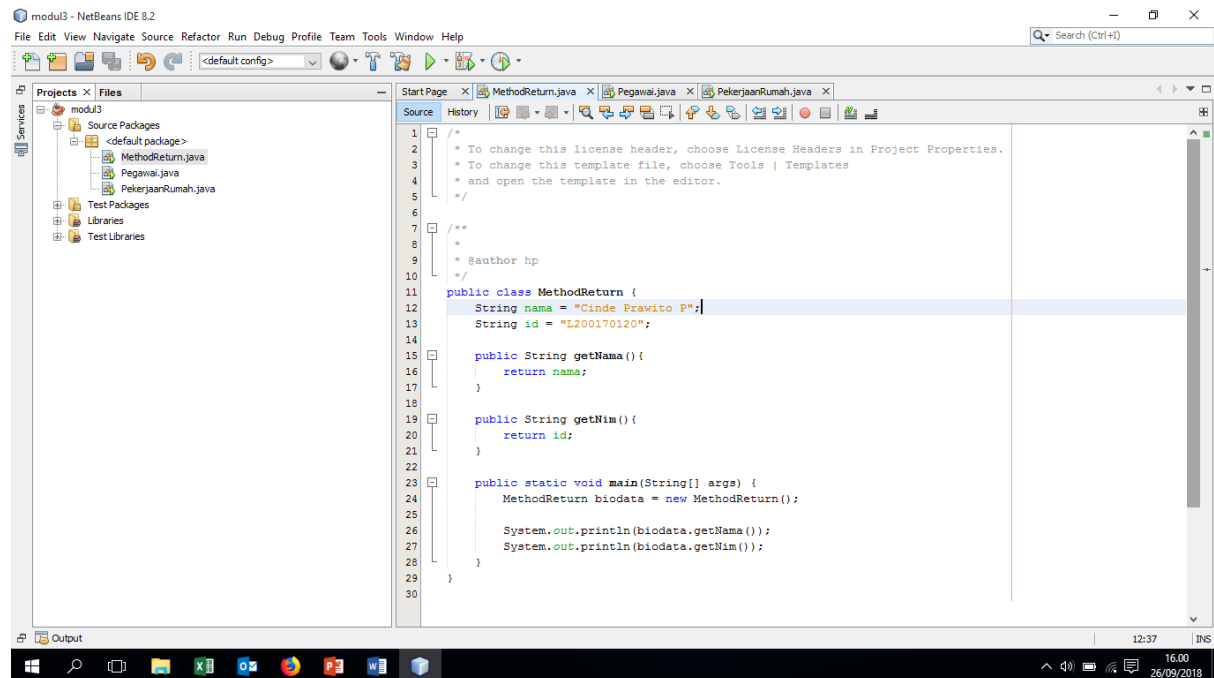 modul3 - NetBeans IDE 8.2
File Edit View Navigate Source Refactor Run Debug Profile Team Tools Window Help
Search (Ctrl+I)
<default config>
Projects Files
Services
modul3
Source Packages
<default package>
MethodReturn.java
Pegawai.java
PekerjaanRumah.java
Test Packages
Libraries
Test Libraries
Start Page MethodReturn.java Pegawai.java PekerjaanRumah.java
Source History
1 /*
2  * To change this license header, choose License Headers in Project Properties.
3  * To change this template file, choose Tools | Templates
4  * and open the template in the editor.
5  */
6
7 /**
8  *
9  * @author hp
10  */
11 public class MethodReturn {
12     String nama = "Cinde Prawito P";
13     String id = "L200170120";
14
15     public String getNama(){
16         return nama;
17     }
18
19     public String getNim(){
20         return id;
21     }
22
23     public static void main(String[] args) {
24         MethodReturn biodata = new MethodReturn();
25
26         System.out.println(biodata.getNama());
27         System.out.println(biodata.getNim());
28     }
29 }
30
Output
12:37 INS
16.00
26/09/2018